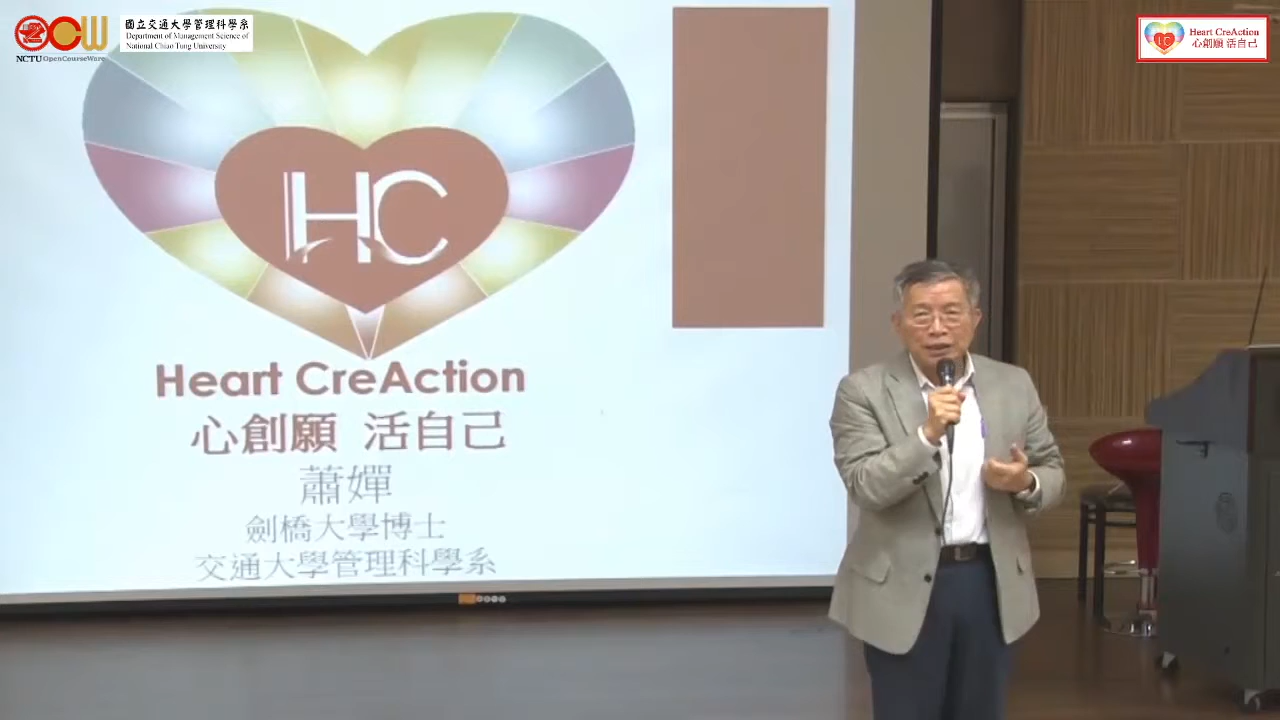 OCW
NCTU OpenCourseWare
國立交通大學管理科學系
Department of Management Science of
National Chiao Tung University
Heart CreAction
心創願 活自己
HC
HC
Heart CreAction
心創願 活自己
蕭嬋
劍橋大學博士
交通大學管理科學系